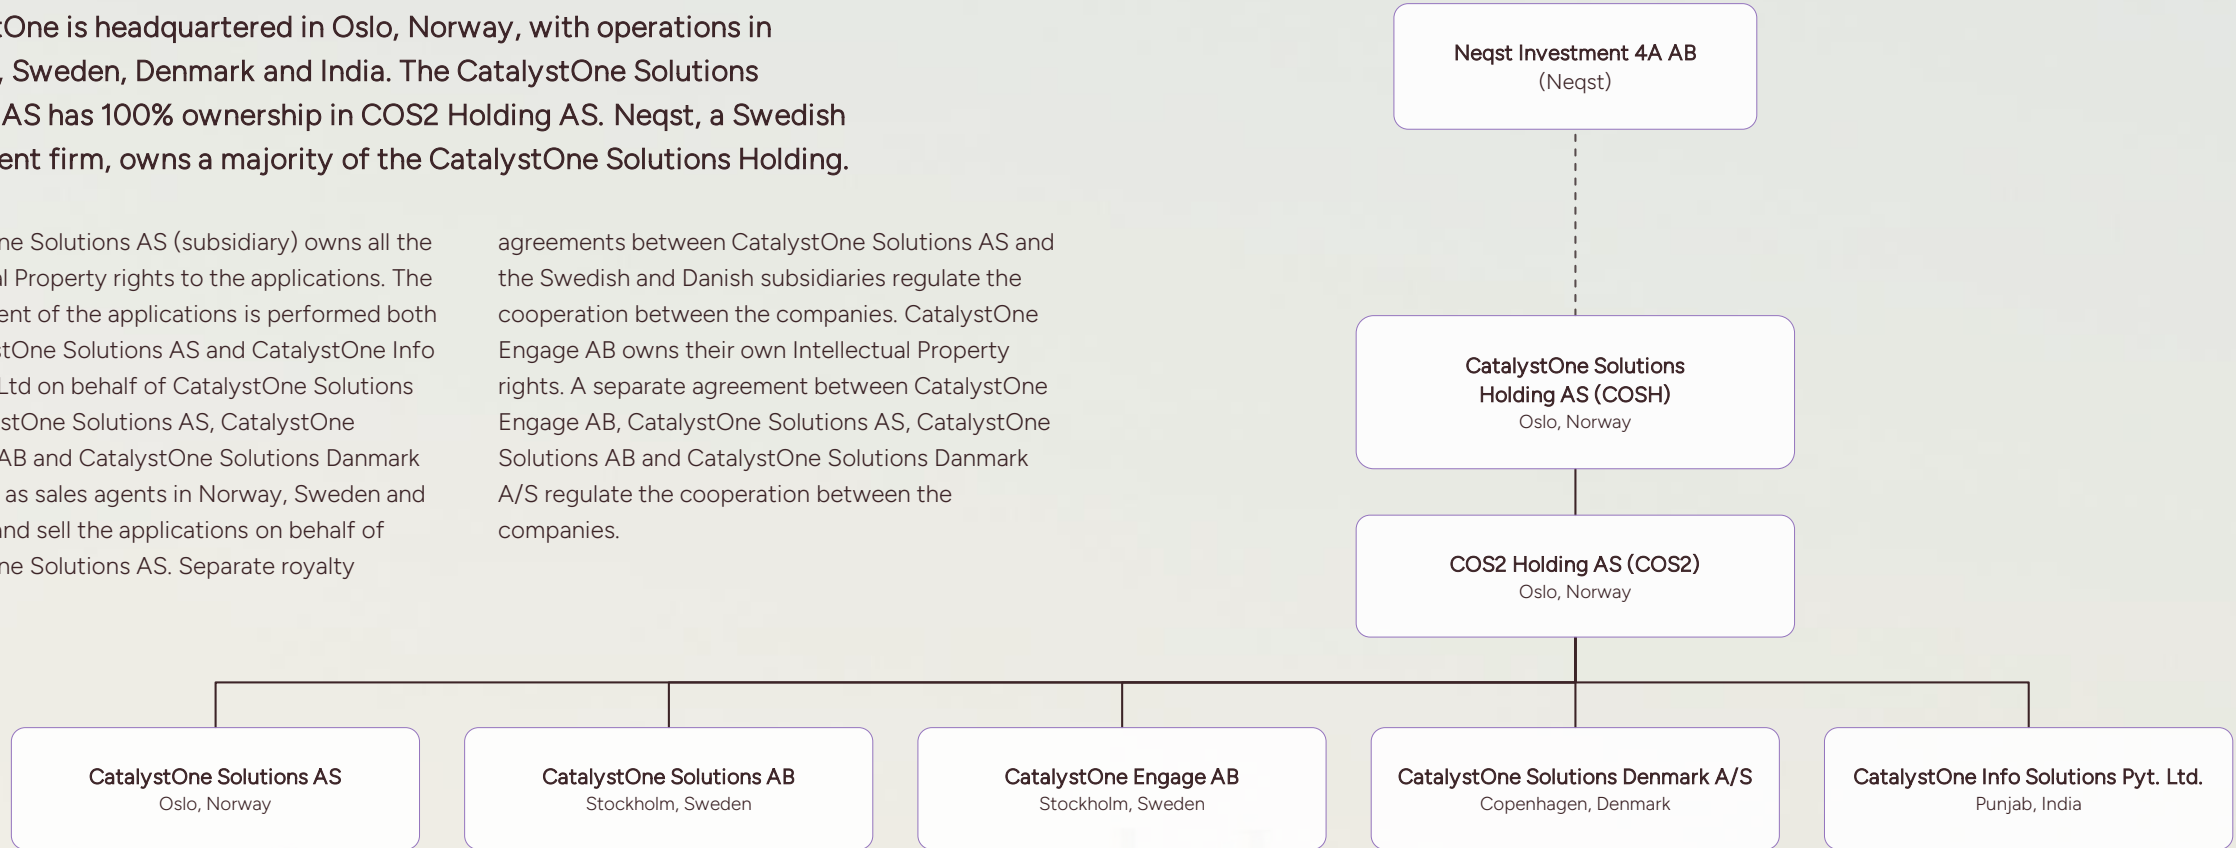 tOne is headquartered in Oslo, Norway, with operations in
, Sweden, Denmark and India. The CatalystOne Solutions
AS has 100% ownership in COS2 Holding AS. Neqst, a Swedish
ent firm, owns a majority of the CatalystOne Solutions Holding.
ne Solutions AS (subsidiary) owns all the
al Property rights to the applications. The
ent of the applications is performed both
stOne Solutions AS and CatalystOne Info
Ltd on behalf of CatalystOne Solutions
stOne Solutions AS, CatalystOne
AB and CatalystOne Solutions Danmark
as sales agents in Norway, Sweden and
and sell the applications on behalf of
ne Solutions AS. Separate royalty
agreements between CatalystOne Solutions AS and
the Swedish and Danish subsidiaries regulate the
cooperation between the companies. CatalystOne
Engage AB owns their own Intellectual Property
rights. A separate agreement between CatalystOne
Engage AB, CatalystOne Solutions AS, CatalystOne
Solutions AB and CatalystOne Solutions Danmark
A/S regulate the cooperation between the
companies.
Neqst Investment 4A AB
(Neqst)
CatalystOne Solutions
Holding AS (COSH)
Oslo, Norway
COS2 Holding AS (COS2)
Oslo, Norway
CatalystOne Solutions AS
Oslo, Norway
CatalystOne Solutions AB
Stockholm, Sweden
CatalystOne Engage AB
Stockholm, Sweden
CatalystOne Solutions Denmark A/S
Copenhagen, Denmark
CatalystOne Info Solutions Pyt. Ltd.
Punjab, India